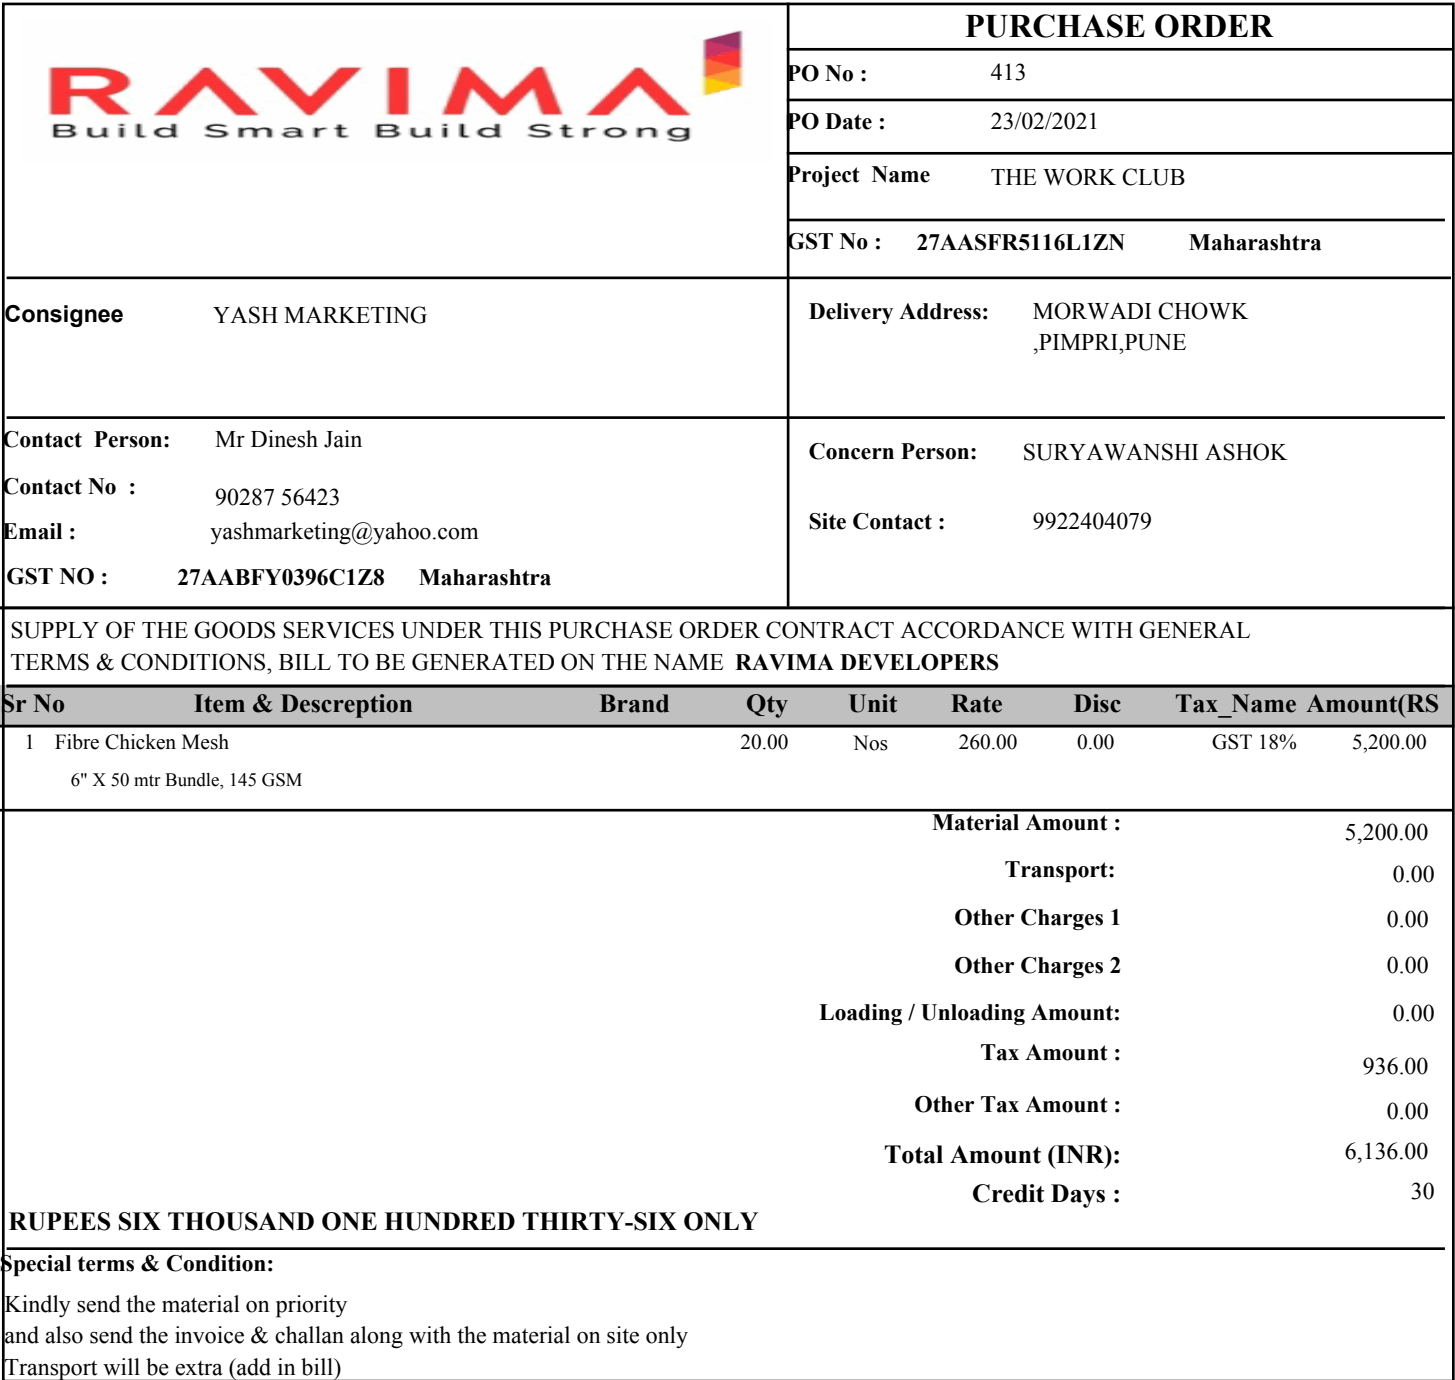 RAVIMA
Build Smart Build Strong
PURCHASE ORDER
PO No : 413
PO Date : 23/02/2021
Project Name THE WORK CLUB
GST No : 27AASFR5116L1ZN Maharashtra
Consignee YASH MARKETING
Delivery Address: MORWADI CHOWK
,PIMPRI,PUNE
Contact Person: Mr Dinesh Jain
Contact No : 90287 56423
Email : yashmarketing@yahoo.com
GST NO : 27AABFY0396C1Z8 Maharashtra
Concern Person: SURYAWANSHI ASHOK
Site Contact : 9922404079
SUPPLY OF THE GOODS SERVICES UNDER THIS PURCHASE ORDER CONTRACT ACCORDANCE WITH GENERAL
TERMS & CONDITIONS, BILL TO BE GENERATED ON THE NAME RAVIMA DEVELOPERS
Sr No Item & Descreption Brand Qty Unit Rate Disc Tax_Name Amount(RS
1 Fibre Chicken Mesh 20.00 Nos 260.00 0.00 GST 18% 5,200.00
6" X 50 mtr Bundle, 145 GSM
Material Amount : 5,200.00
Transport: 0.00
Other Charges 1 0.00
Other Charges 2 0.00
Loading / Unloading Amount: 0.00
Tax Amount : 936.00
Other Tax Amount : 0.00
Total Amount (INR): 6,136.00
Credit Days : 30
RUPEES SIX THOUSAND ONE HUNDRED THIRTY-SIX ONLY
Special terms & Condition:
Kindly send the material on priority
and also send the invoice & challan along with the material on site only
Transport will be extra (add in bill)